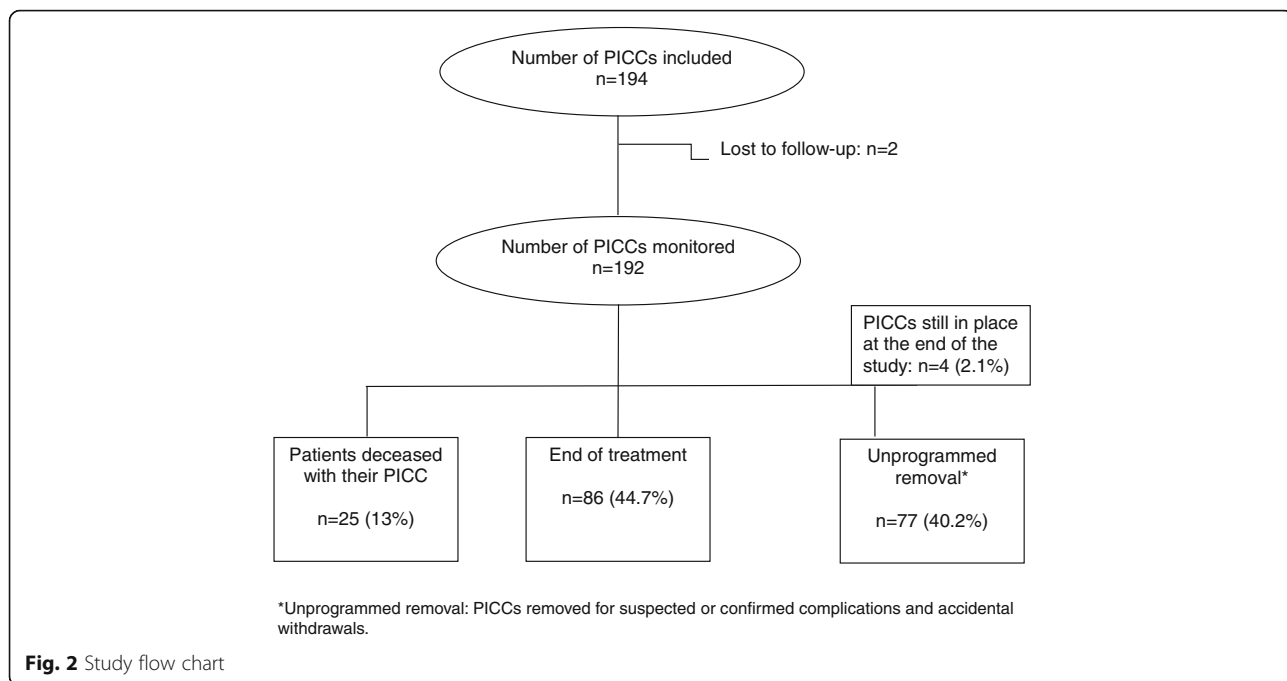 Number of PICCs included
n=194
Lost to follow-up: n=2
Number of PICCs monitored
n=192
PICCs still in place
at the end of the
study: n=4 (2.1%)
Patients deceased
with their PICC
n=25 (13%)
End of treatment
n=86 (44.7%)
Unprogrammed
removal*
n=77 (40.2%)
*Unprogrammed removal: PICCs removed for suspected or confirmed complications and accidental
withdrawals.
Fig. 2 Study flow chart